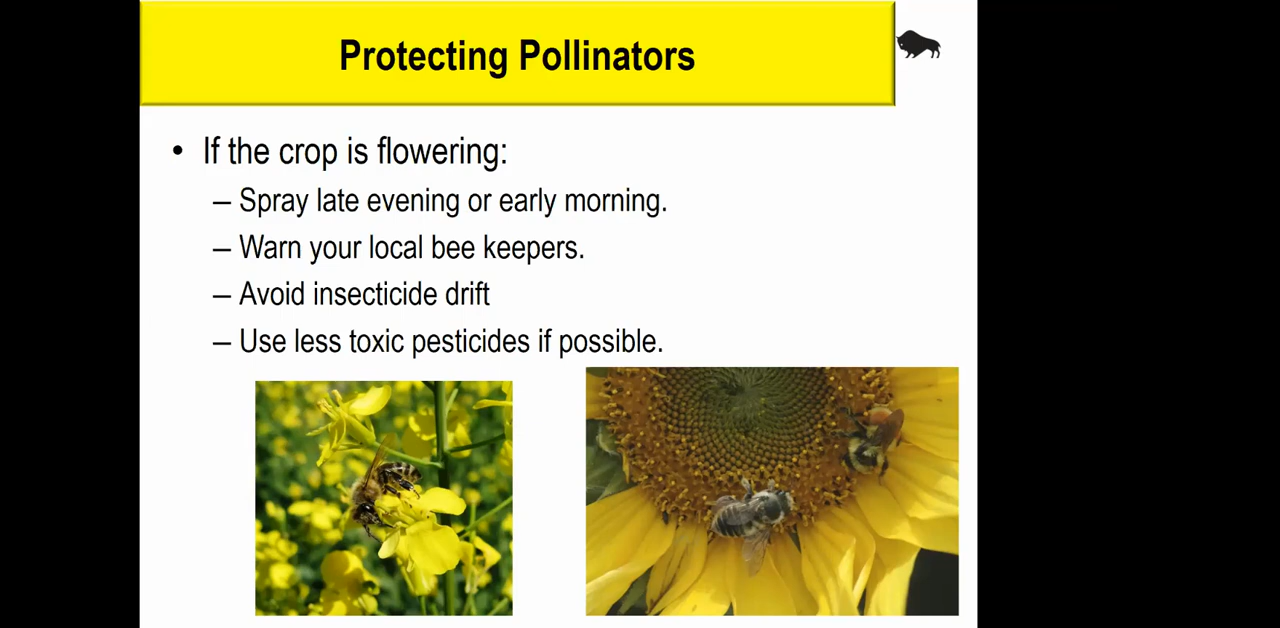 Protecting Pollinators
• If the crop is flowering:
– Spray late evening or early morning.
– Warn your local bee keepers.
– Avoid insecticide drift
– Use less toxic pesticides if possible.